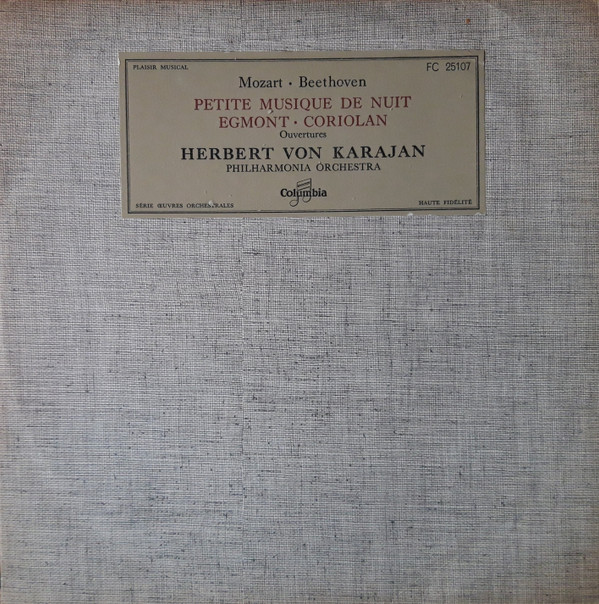 PLAISIR MUSICAL
FC 25107
Mozart · Beethoven
PETITE MUSIQUE DE NUIT
EGMONT · CORIOLAN
Ouvertures
HERBERT VON KARAJAN
PHILHARMONIA ORCHESTRA
Columbia
SÉRIE ŒUVRES ORCHESTRALES
HAUTE FIDÉLITÉ